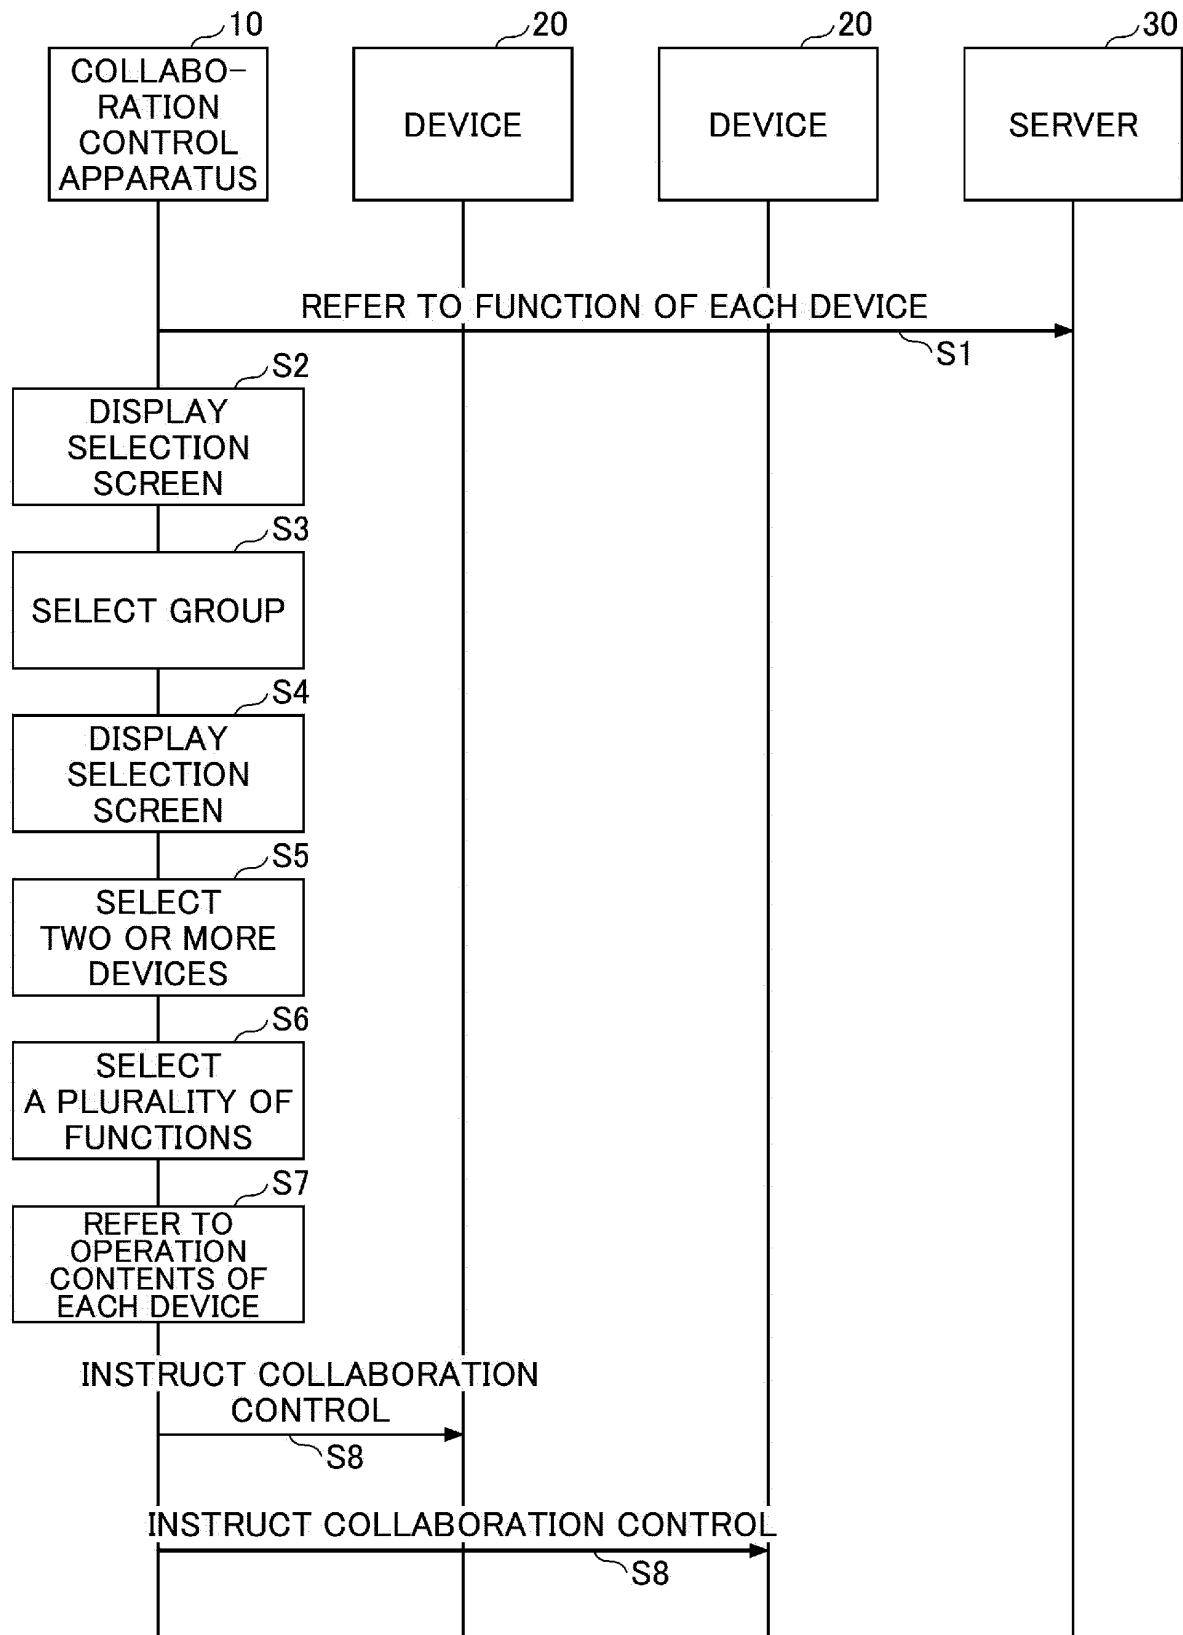 10
20
20
30
COLLABO-
RATION
CONTROL
APPARATUS
DEVICE
DEVICE
SERVER
REFER TO FUNCTION OF EACH DEVICE
S1
S2
DISPLAY
SELECTION
SCREEN
S3
SELECT GROUP
S4
DISPLAY
SELECTION
SCREEN
S5
SELECT
TWO OR MORE
DEVICES
S6
SELECT
A PLURALITY OF
FUNCTIONS
S7
REFER TO
OPERATION
CONTENTS OF
EACH DEVICE
INSTRUCT COLLABORATION
CONTROL
S8
INSTRUCT COLLABORATION CONTROL
S8